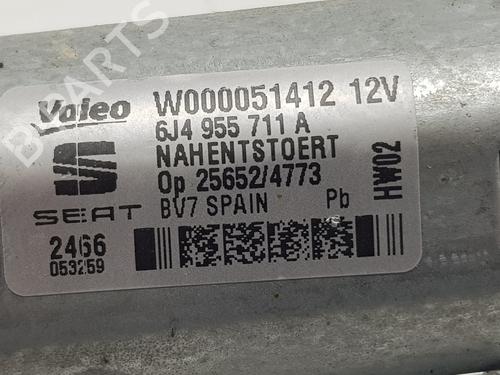 B-PARTS
Valeo W000051412 12V
6J4 955 711 A
NAHENTSTOERT
Op 25652/4773
SEAT BV7 SPAIN Pb
HW02
2466
053259